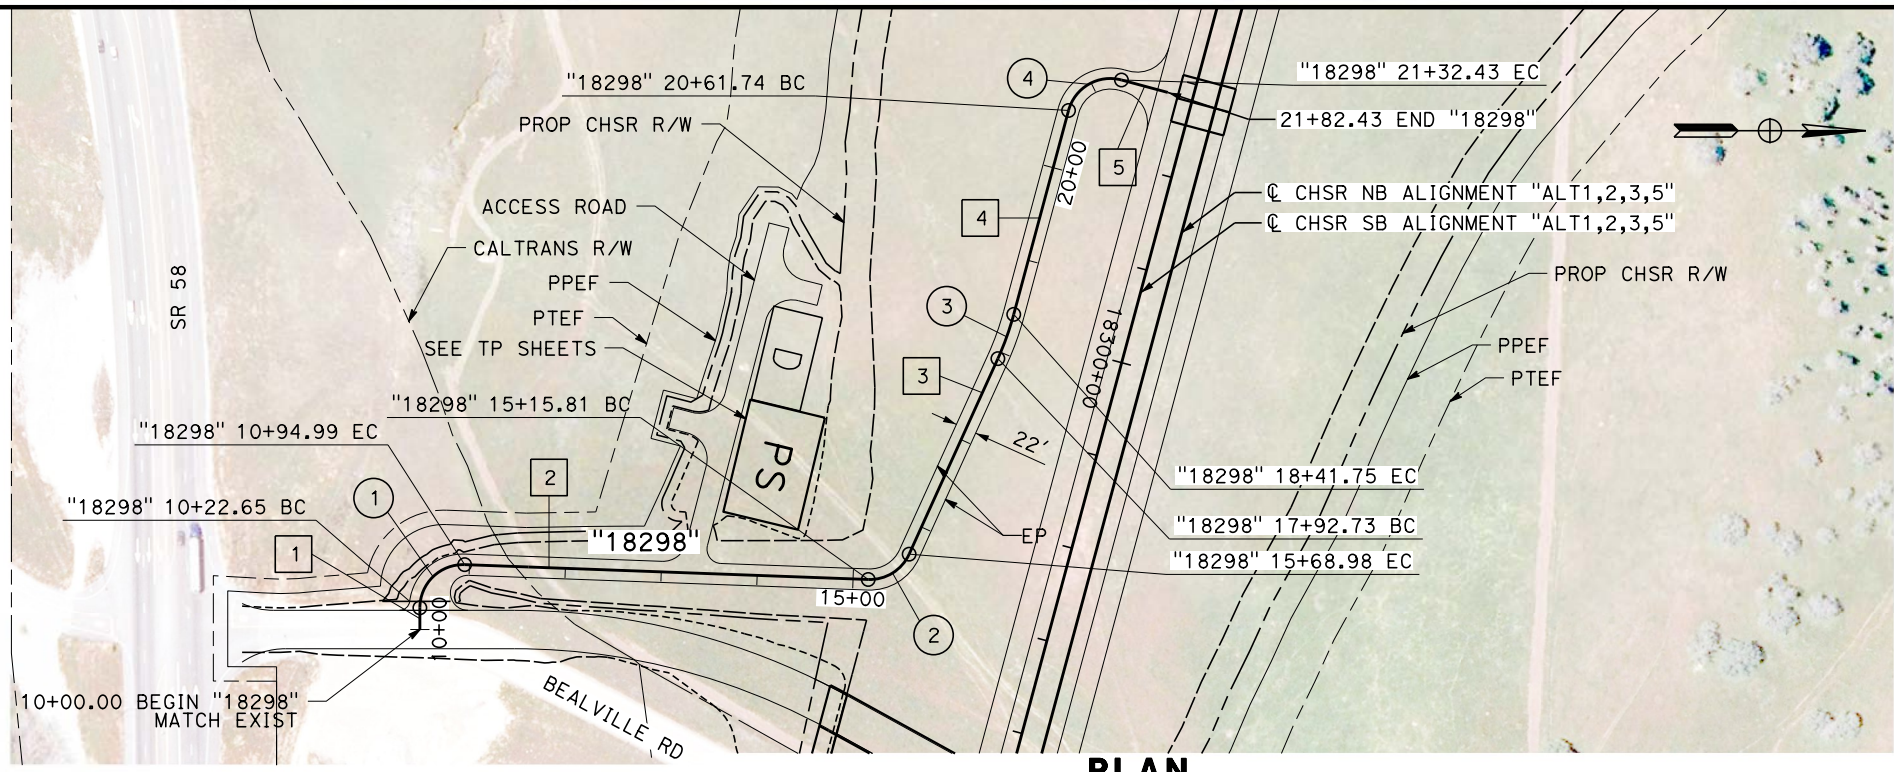 "18298" 20+61.74 BC
4
"18298" 21+32.43 EC
PROP CHSR R/W
21+82.43 END "18298"
20+00
5
ACCESS ROAD
4
℄ CHSR NB ALIGNMENT "ALT1,2,3,5"
℄ CHSR SB ALIGNMENT "ALT1,2,3,5"
CALTRANS R/W
SR 58
PPEF
PROP CHSR R/W
PTEF
3
SEE TP SHEETS
D
18300+00
PPEF
3
PTEF
"18298" 15+15.81 BC
"18298" 10+94.99 EC
22'
PS
2
"18298" 18+41.75 EC
1
"18298" 10+22.65 BC
"18298" 17+92.73 BC
EP
"18298"
1
"18298" 15+68.98 EC
15+00
10+00
2
10+00.00 BEGIN "18298"
MATCH EXIST
BEALVILLE RD
PLAN